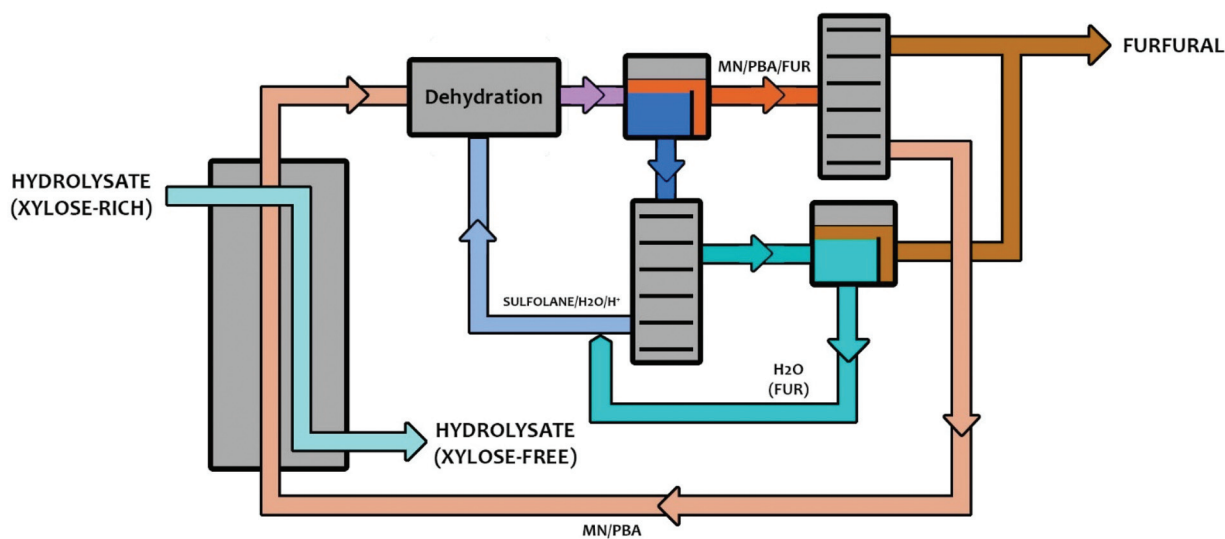 MN/PBA/FUR
FURFURAL
Dehydration
HYDROLYSATE
(XYLOSE-RICH)
SULFOLANE/H2O/H⁺
H2O
(FUR)
HYDROLYSATE
(XYLOSE-FREE)
MN/PBA